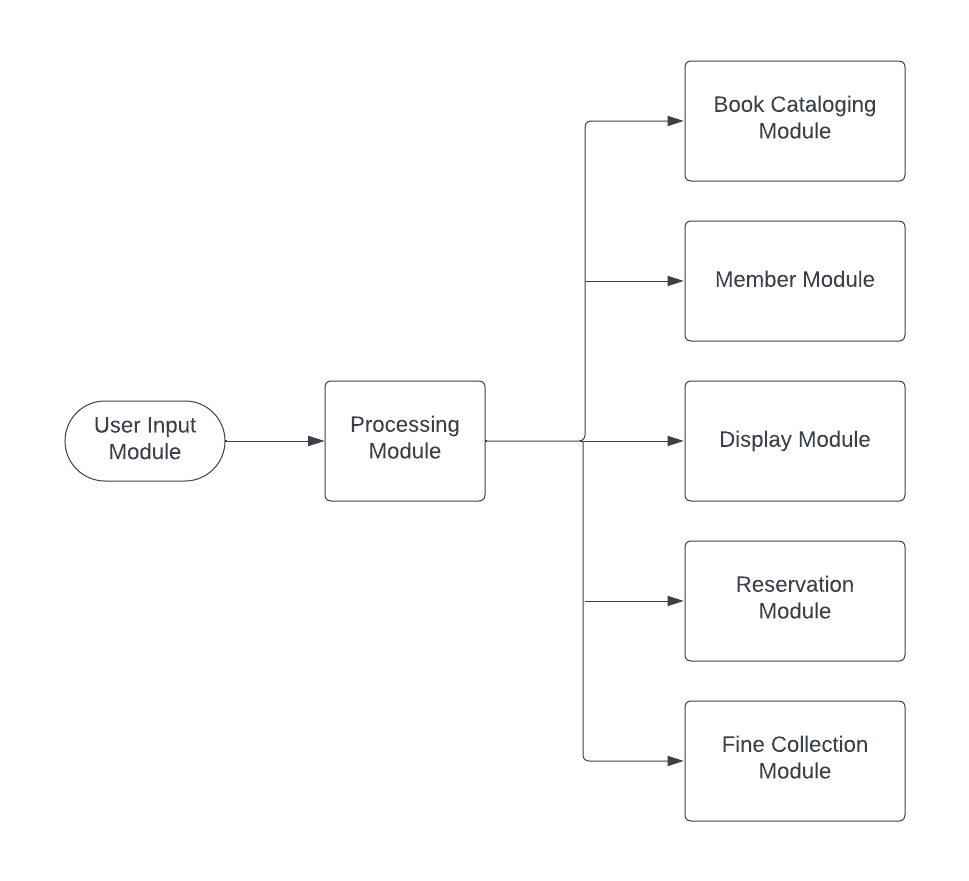 Book Cataloging
Module
Member Module
User Input
Module
Processing
Module
Display Module
Reservation
Module
Fine Collection
Module